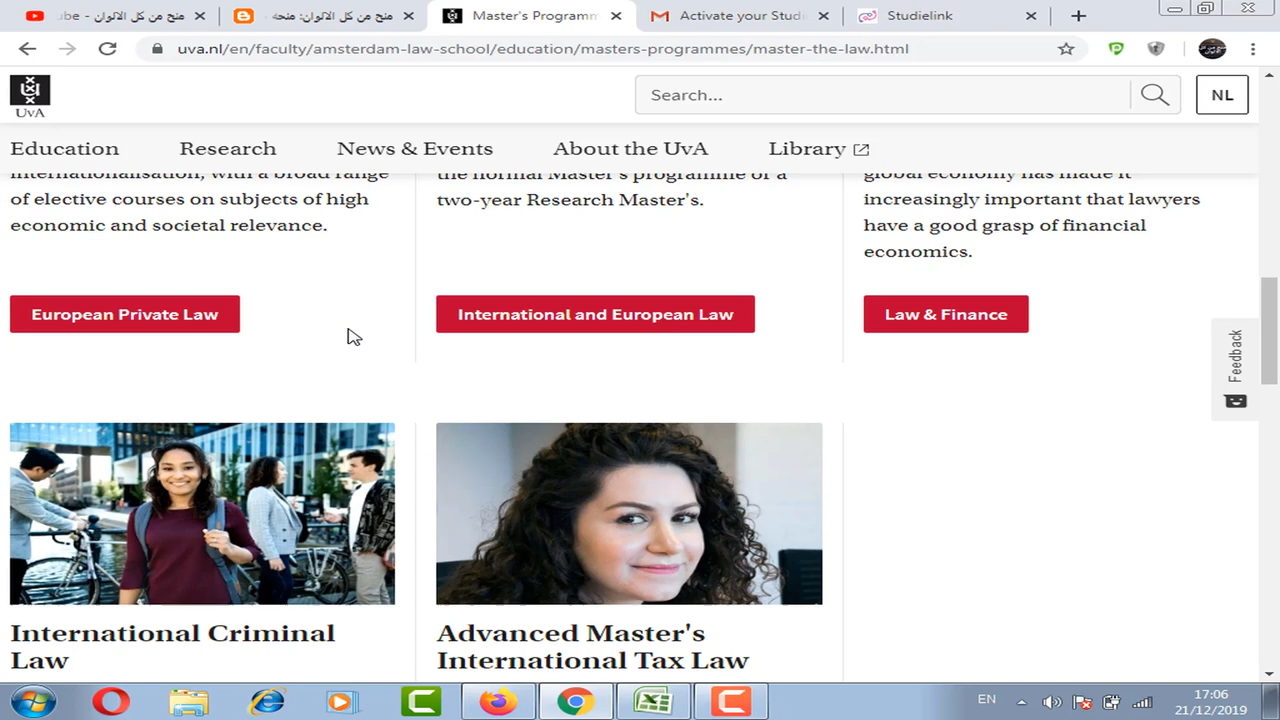 ube - منح من كل الالوان
منح من كل الالوان: منحة
Master's Programm
Activate your Studi
Studielink
uva.nl/en/faculty/amsterdam-law-school/education/masters-programmes/master-the-law.html
UvA
Search...
NL
Education
Research
News & Events
About the UvA
Library
internationalisation, with a broad range
of elective courses on subjects of high
economic and societal relevance.
the normal Master's programme or a
two-year Research Master's.
global economy has made it
increasingly important that lawyers
have a good grasp of financial
economics.
European Private Law
International and European Law
Law & Finance
Feedback
International Criminal
Law
Advanced Master's
International Tax Law
EN
17:06
21/12/2019